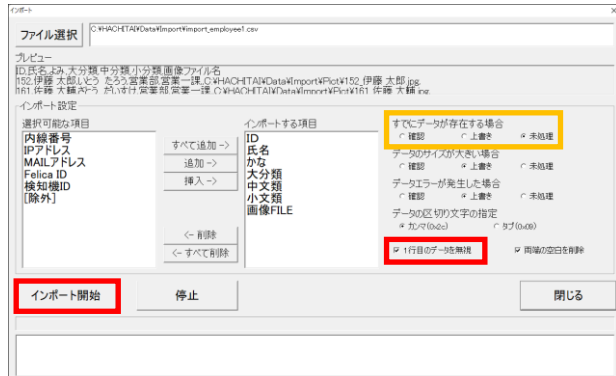 インポート
ファイル選択 C:¥HACHITAI¥Data¥Import¥import_employee1.csv
プレビュー
ID,氏名,よみ,大分類,中分類,小分類,画像ファイル名
152,伊藤 太郎,いとう たろう,営業部,営業一課,,C:¥HACHITAI¥Data¥Import¥Pict¥152_伊藤 太郎.jpg,
161,佐藤 大輔,さとう だいすけ,営業部,営業一課,,C:¥HACHITAI¥Data¥Import¥Pict¥161_佐藤 大輔.jpg,
インポート設定
選択可能な項目
内線番号
IPアドレス
MAILアドレス
Felica ID
検知機ID
[除外]
すべて追加 ->
追加 ->
挿入 ->
<- 削除
<- すべて削除
インポートする項目
ID
氏名
かな
大分類
中文類
小文類
画像FILE
すでにデータが存在する場合
確認 上書き 未処理
データのサイズが大きい場合
確認 上書き 未処理
データエラーが発生した場合
確認 上書き 未処理
データの区切り文字の指定
カンマ(0x2c) タブ(0x09)
1行目のデータを無視 両端の空白を削除
インポート開始 停止 閉じる